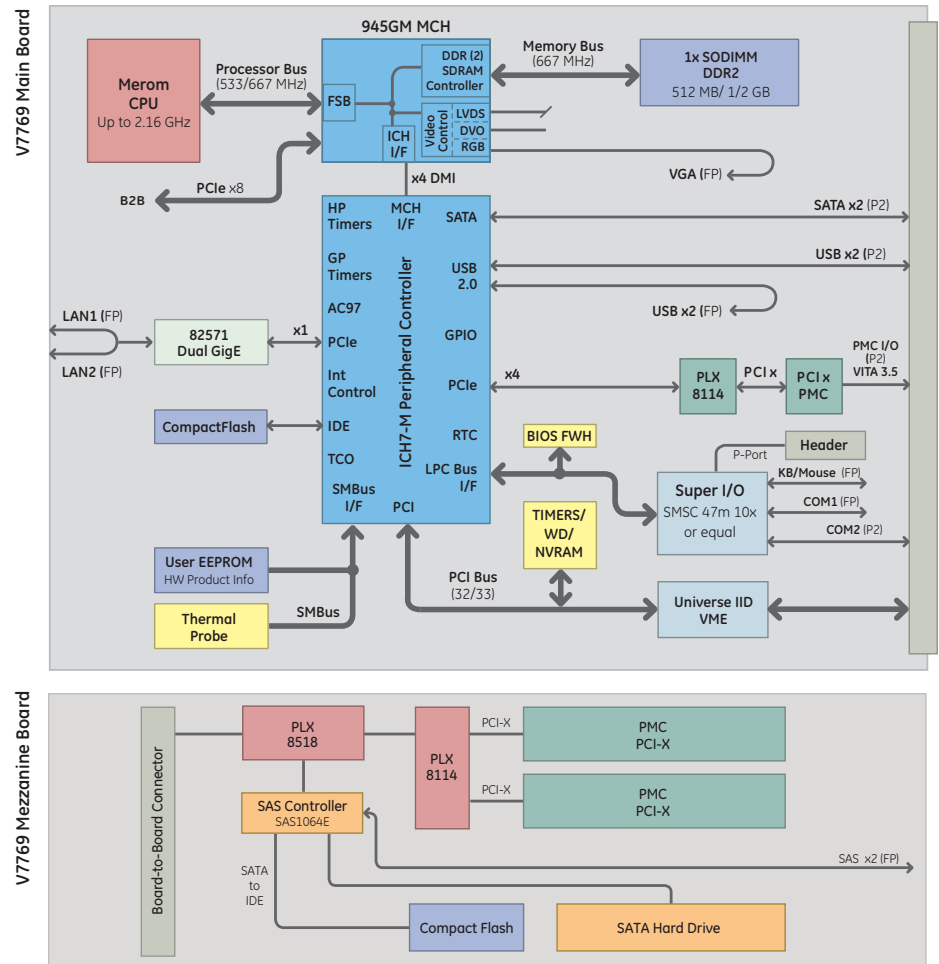 V7769 Main Board
945GM MCH
Merom
CPU
Up to 2.16 GHz
Processor Bus
(533/667 MHz)
FSB
DDR (2)
SDRAM
Controller
ICH
I/F
Video
Control
LVDS
DVO
RGB
Memory Bus
(667 MHz)
1x SODIMM
DDR2
512 MB/ 1/2 GB
VGA (FP)
B2B
PCIe x8
x4 DMI
HP
Timers
MCH
I/F
SATA
GP
Timers
USB
2.0
AC97
GPIO
PCIe
Int
Control
PCIe
IDE
RTC
TCO
LPC Bus
I/F
SMBus
I/F
PCI
ICH7-M Peripheral Controller
SATA x2 (P2)
USB x2 (P2)
USB x2 (FP)
LAN1 (FP)
LAN2 (FP)
82571
Dual GigE
x1
x4
PLX
8114
PCI x
PCI x
PMC
PMC I/O
(P2)
VITA 3.5
CompactFlash
BIOS FWH
Header
P-Port
Super I/O
SMSC 47m 10x
or equal
KB/Mouse (FP)
COM1 (FP)
COM2 (P2)
TIMERS/
WD/
NVRAM
User EEPROM
HW Product Info
Thermal
Probe
SMBus
PCI Bus
(32/33)
Universe IID
VME
V7769 Mezzanine Board
Board-to-Board Connector
PLX
8518
PLX
8114
PCI-X
PMC
PCI-X
PCI-X
PMC
PCI-X
SAS Controller
SAS1064E
SAS x2 (FP)
SATA
to
IDE
Compact Flash
SATA Hard Drive